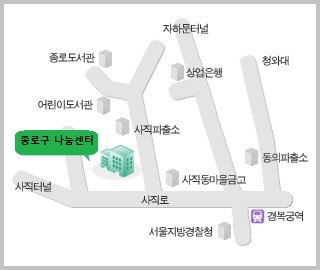 자하문터널
종로도서관
청와대
상업은행
어린이도서관
사직파출소
종로구 나눔센터
동의파출소
사직터널
사직동마을금고
사직로
경복궁역
서울지방경찰청